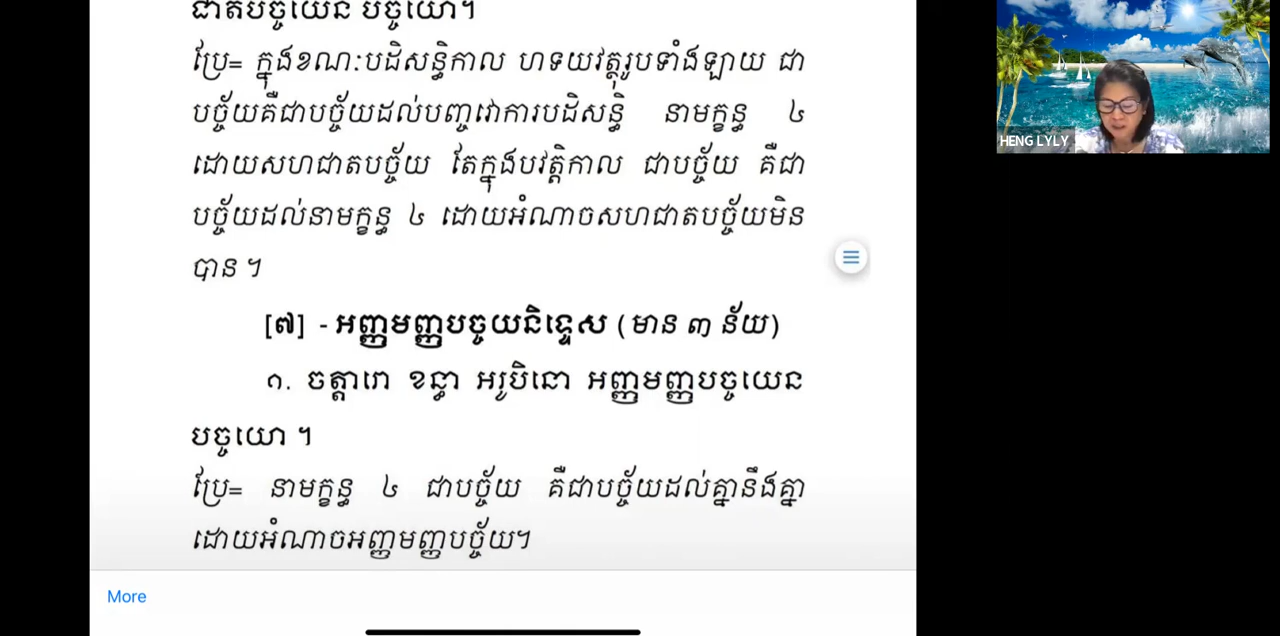 ជាតបច្ចយេន បច្ចយោ។
ប្រែ= ក្នុងខណៈបដិសន្ធិកាល ហទយវត្ថុរូបទាំងឡាយ ជា
បច្ច័យគឺជាបច្ច័យដល់បញ្ចវោការបដិសន្ធិ នាមក្ខន្ធ ៤
ដោយសហជាតបច្ច័យ តែក្នុងបវត្តិកាល ជាបច្ច័យ គឺជា
បច្ច័យដល់នាមក្ខន្ធ ៤ ដោយអំណាចសហជាតបច្ច័យមិន
បាន ។
[៧] - អញ្ញមញ្ញបច្ចយនិទ្ទេស (មាន ៣ ន័យ)
១. ចត្តារោ ខន្ធា អរូបិនោ អញ្ញមញ្ញបច្ចយេន
បច្ចយោ ។
ប្រែ= នាមក្ខន្ធ ៤ ជាបច្ច័យ គឺជាបច្ច័យដល់គ្នានឹងគ្នា
ដោយអំណាចអញ្ញមញ្ញបច្ច័យ។
More
HENG LYLY